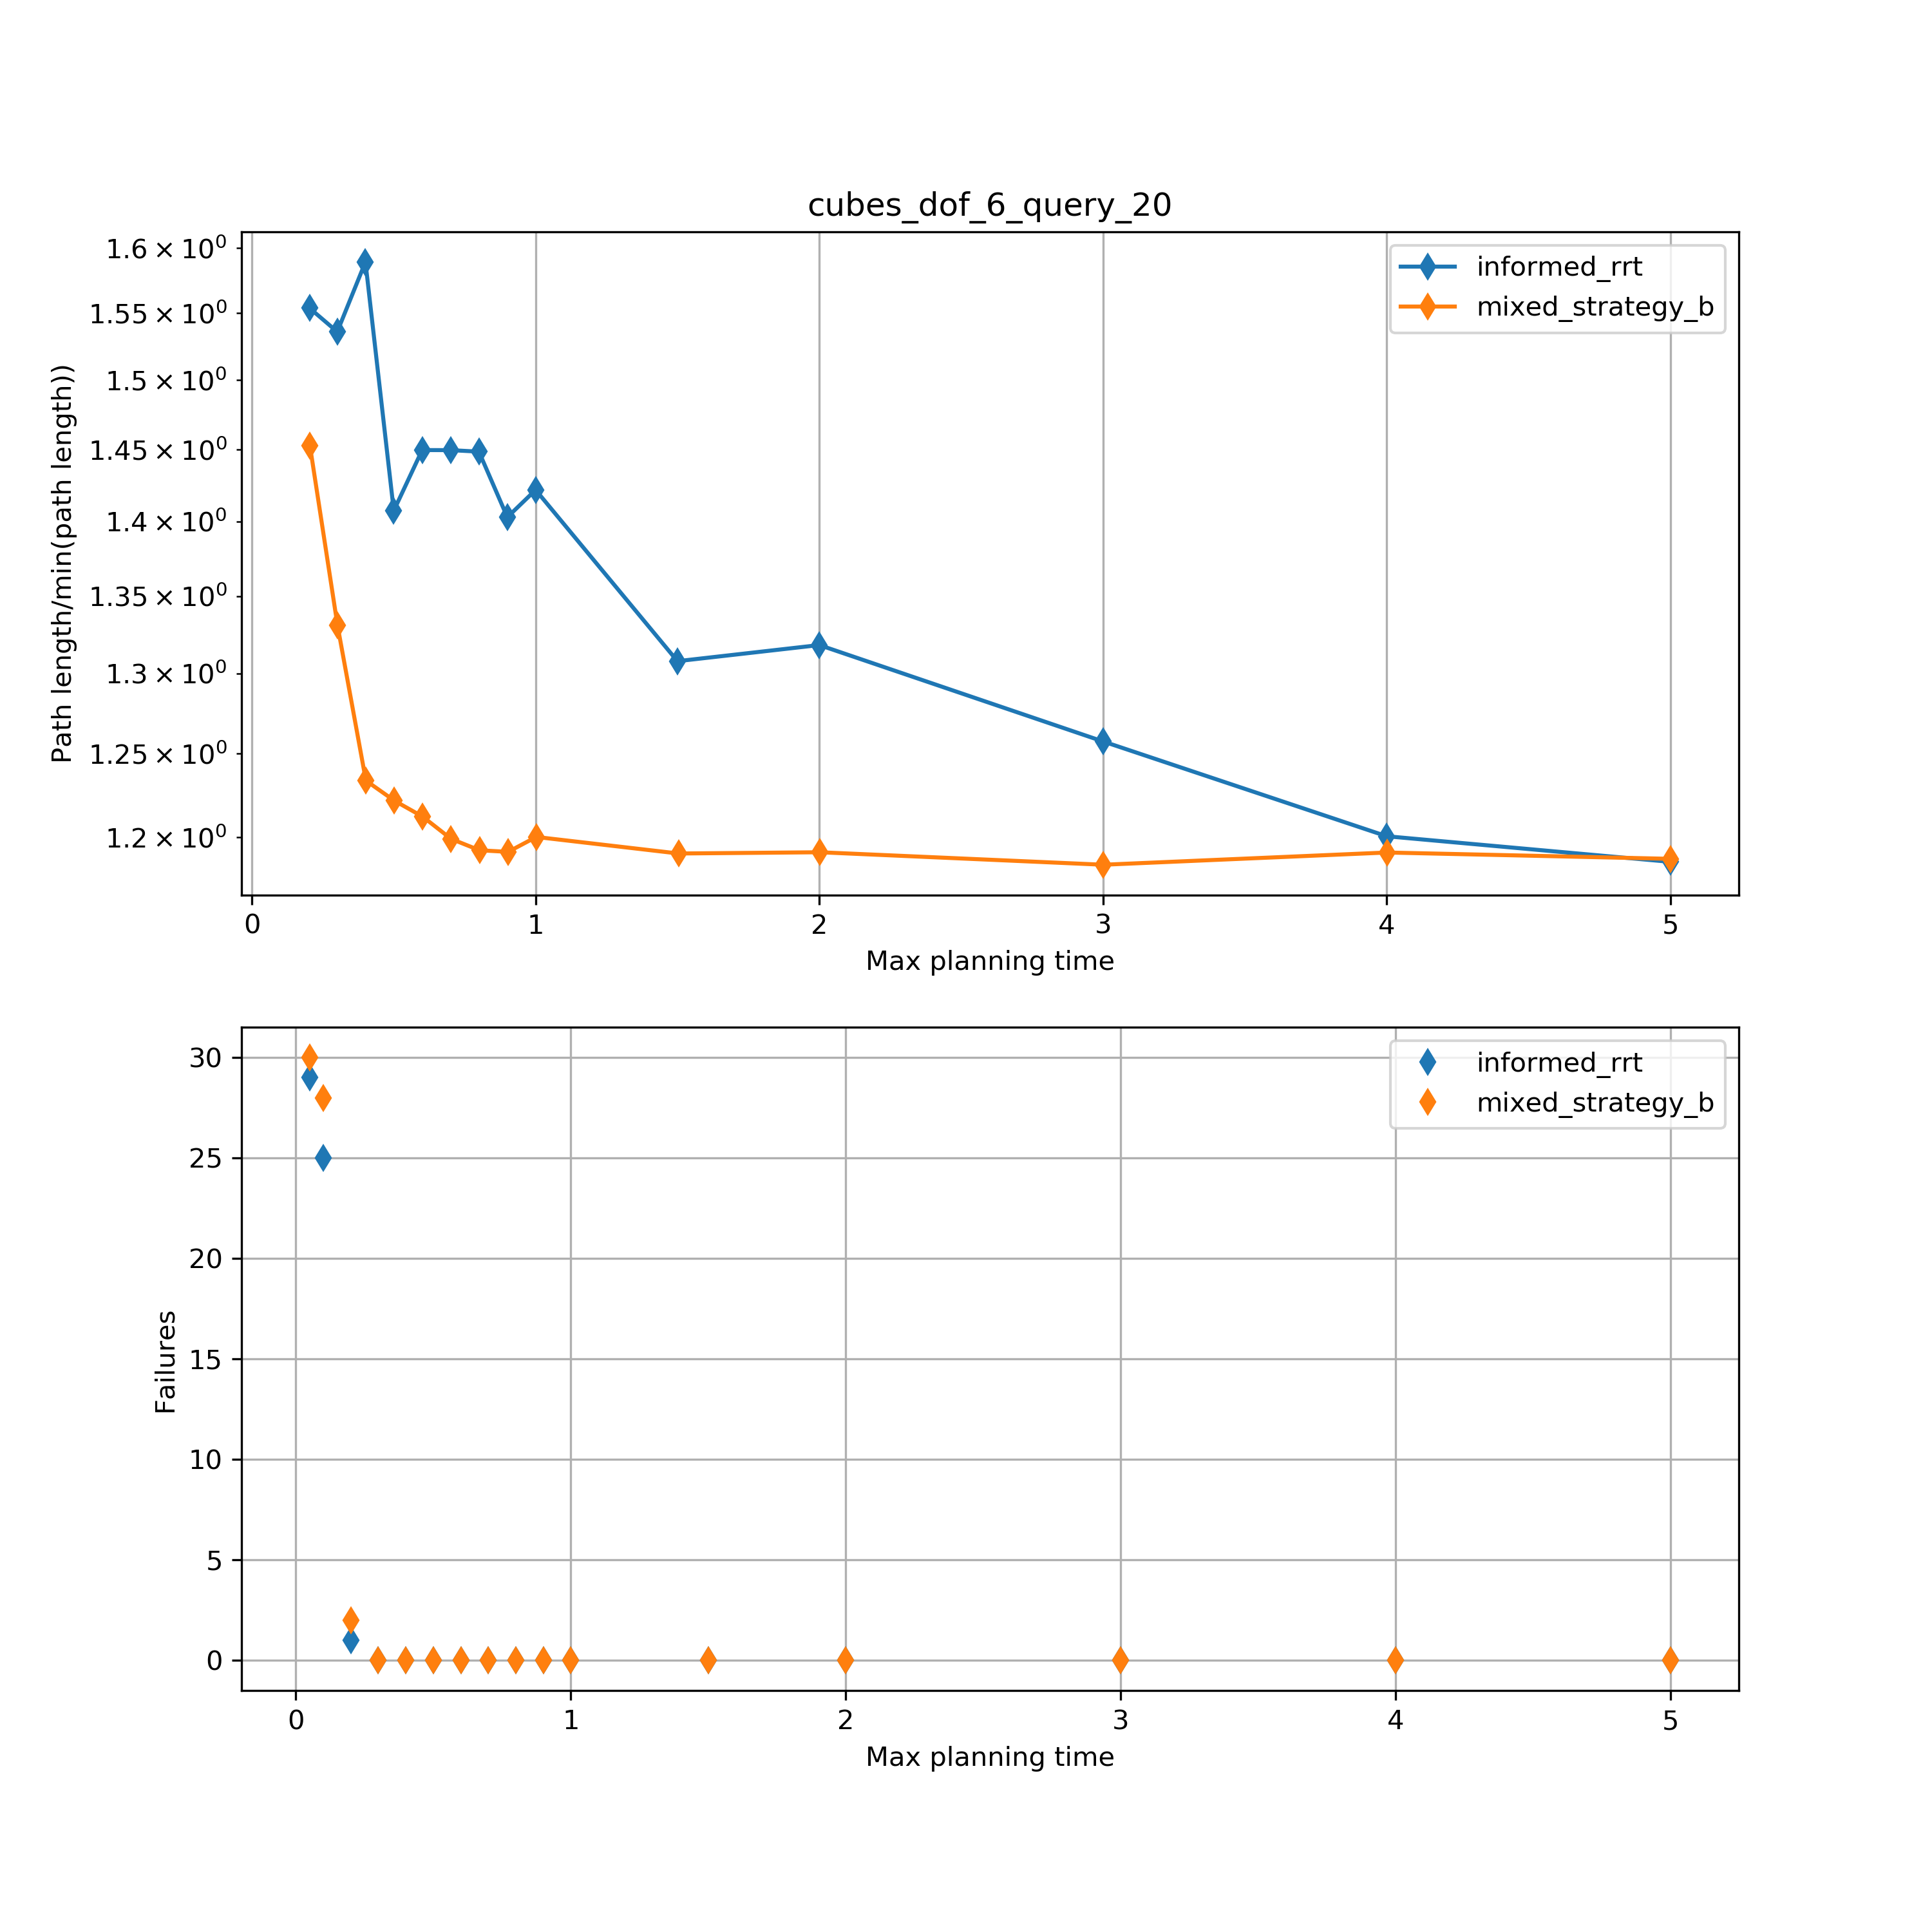 cubes_dof_6_query_20
1.6 × 10⁰
1.55 × 10⁰
1.5 × 10⁰
1.45 × 10⁰
1.4 × 10⁰
1.35 × 10⁰
1.3 × 10⁰
1.25 × 10⁰
1.2 × 10⁰
Path length/min(path length))
informed_rrt
mixed_strategy_b
0 1 2 3 4 5
Max planning time
30
25
20
15
10
5
0
Failures
informed_rrt
mixed_strategy_b
0 1 2 3 4 5
Max planning time